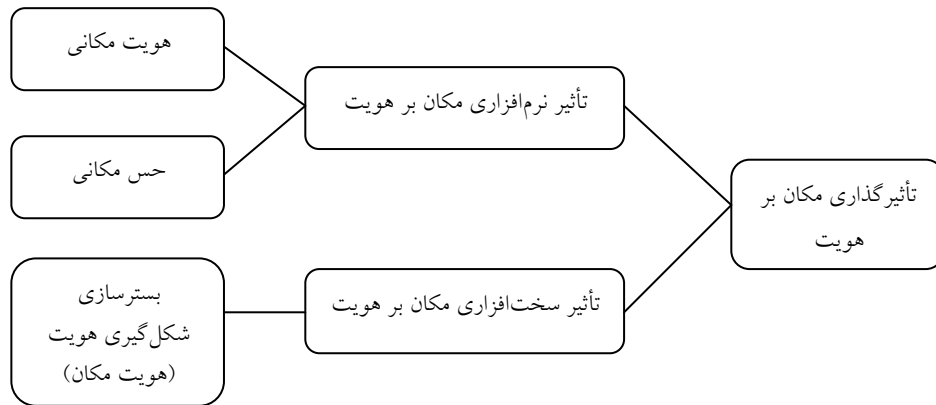 تأثیرگذاری مکان بر
هویت
تأثیر نرم‌افزاری مکان بر هویت
هویت مکانی
حس مکانی
تأثیر سخت‌افزاری مکان بر هویت
بسترسازی
شکل‌گیری هویت
(هویت مکان)